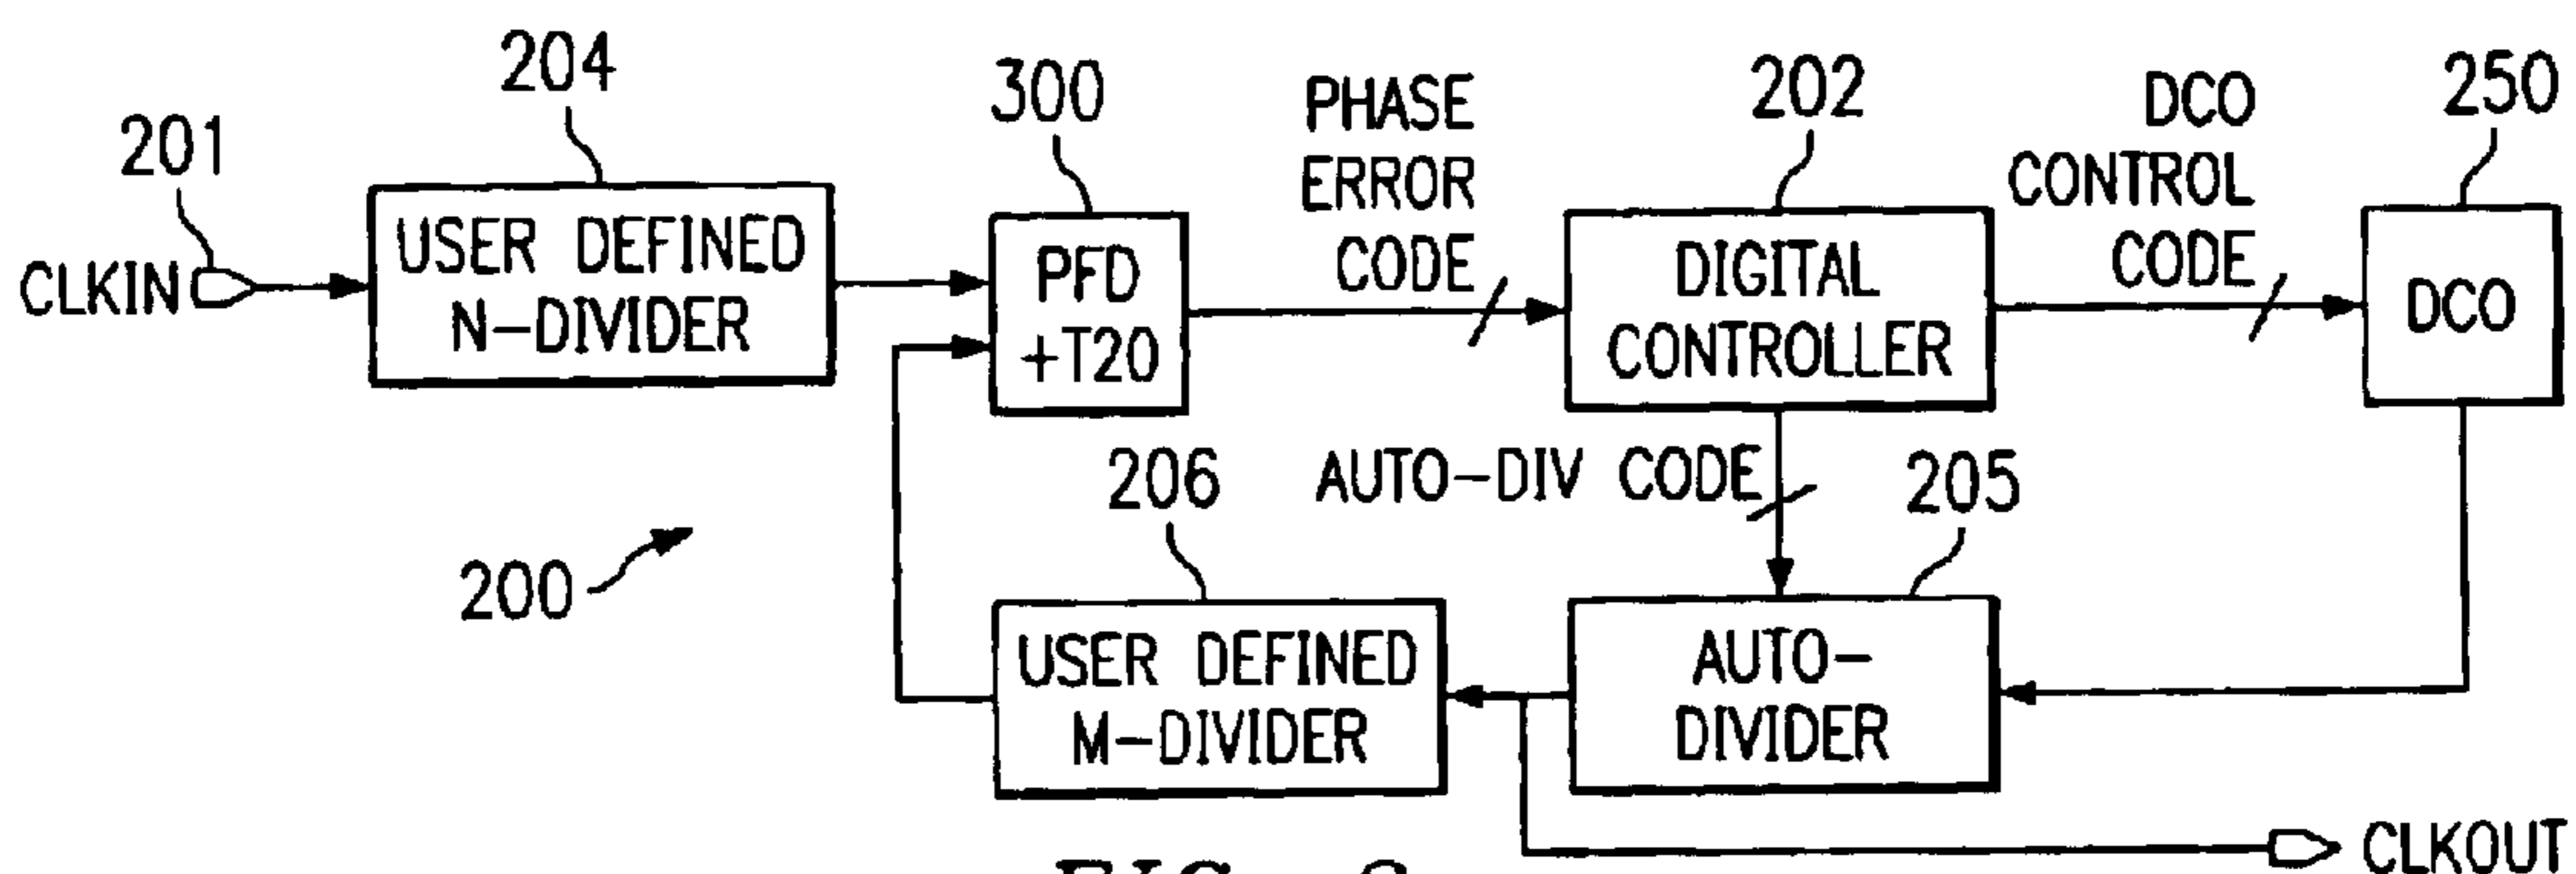 204
300
PHASE
ERROR
CODE
202
DCO
CONTROL
CODE
250
201
CLKIN
USER DEFINED
N-DIVIDER
PFD
+T20
DIGITAL
CONTROLLER
DCO
AUTO-DIV CODE
206
205
200
USER DEFINED
M-DIVIDER
AUTO-
DIVIDER
CLKOUT